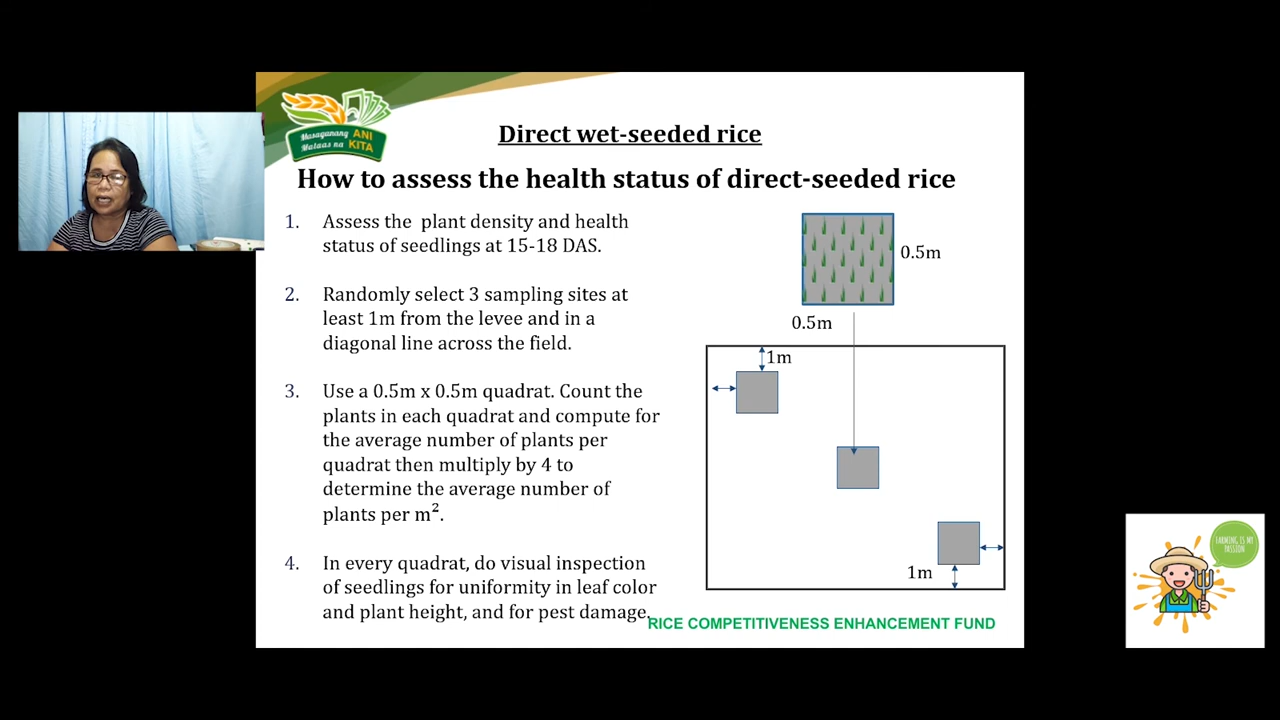 Masaganang ANI
Mataas na KITA
Direct wet-seeded rice
How to assess the health status of direct-seeded rice
1. Assess the plant density and health
status of seedlings at 15-18 DAS.
2. Randomly select 3 sampling sites at
least 1m from the levee and in a
diagonal line across the field.
3. Use a 0.5m x 0.5m quadrat. Count the
plants in each quadrat and compute for
the average number of plants per
quadrat then multiply by 4 to
determine the average number of
plants per m².
4. In every quadrat, do visual inspection
of seedlings for uniformity in leaf color
and plant height, and for pest damage.
0.5m
0.5m
1m
1m
RICE COMPETITIVENESS ENHANCEMENT FUND
FARMING IS MY
PASSION